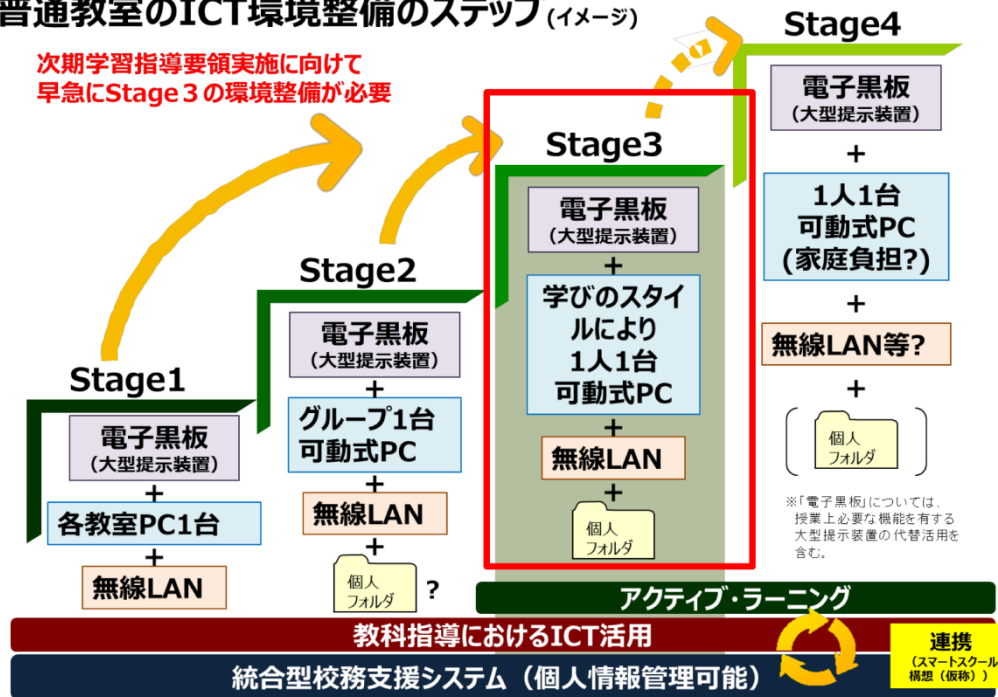 普通教室のICT環境整備のステップ(イメージ)
次期学習指導要領実施に向けて
早急にStage３の環境整備が必要
Stage1
電子黒板
（大型提示装置）
+
各教室PC1台
+
無線LAN
Stage2
電子黒板
（大型提示装置）
+
グループ1台
可動式PC
+
無線LAN
+
個人
フォルダ
?
Stage3
電子黒板
（大型提示装置）
+
学びのスタイ
ルにより
1人1台
可動式PC
+
無線LAN
+
個人
フォルダ
Stage4
電子黒板
（大型提示装置）
+
1人1台
可動式PC
(家庭負担?)
+
無線LAN等?
+
個人
フォルダ
※「電子黒板」については、
授業上必要な機能を有する
大型提示装置の代替活用を
含む。
アクティブ・ラーニング
教科指導におけるICT活用
統合型校務支援システム（個人情報管理可能）
連携
（スマートスクール
構想（仮称））